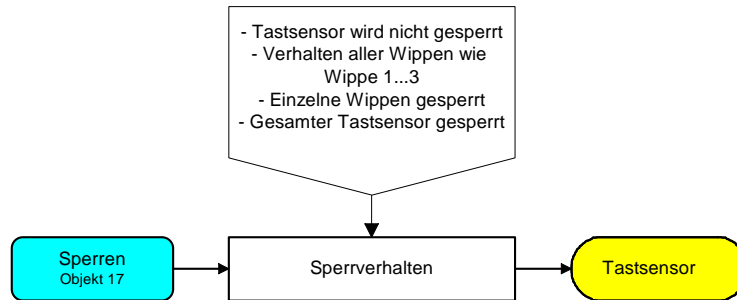 - Tastsensor wird nicht gesperrt
- Verhalten aller Wippen wie
Wippe 1...3
- Einzelne Wippen gesperrt
- Gesamter Tastsensor gesperrt
Sperren
Objekt 17
Sperrverhalten
Tastsensor